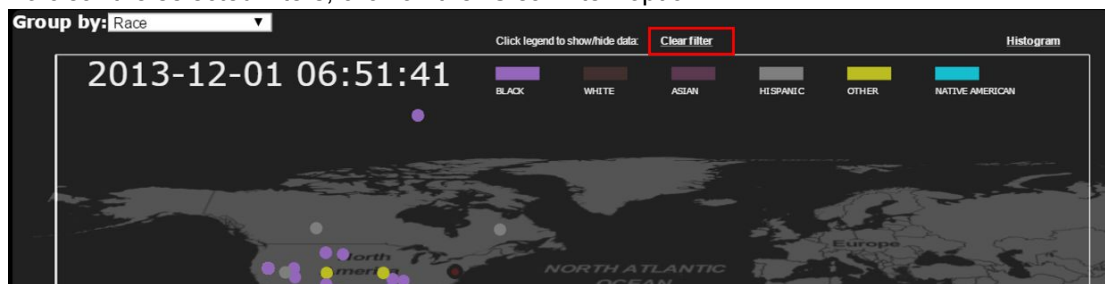 Group by: Race
Click legend to show/hide data: Clear filter Histogram
2013-12-01 06:51:41
BLACK WHITE ASIAN HISPANIC OTHER NATIVE AMERICAN
Europe
North
America
NORTH ATLANTIC
OCEAN